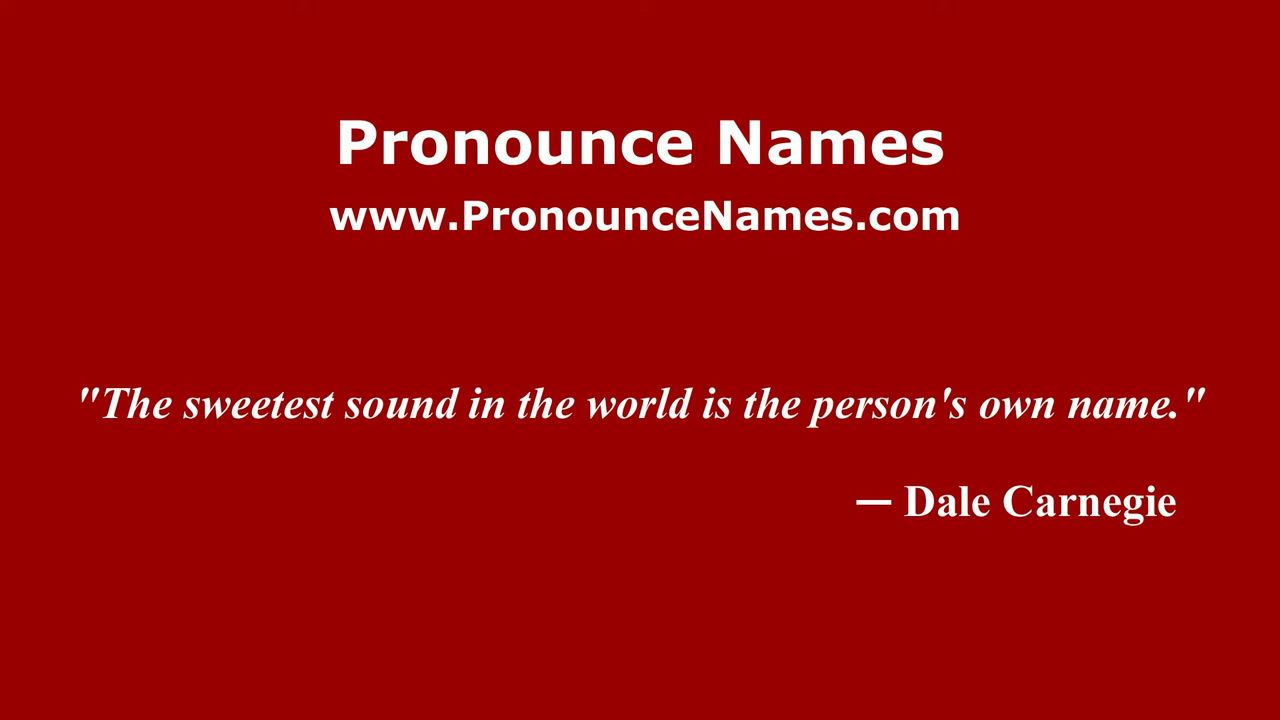 Pronounce Names
www.PronounceNames.com
"The sweetest sound in the world is the person's own name."
— Dale Carnegie